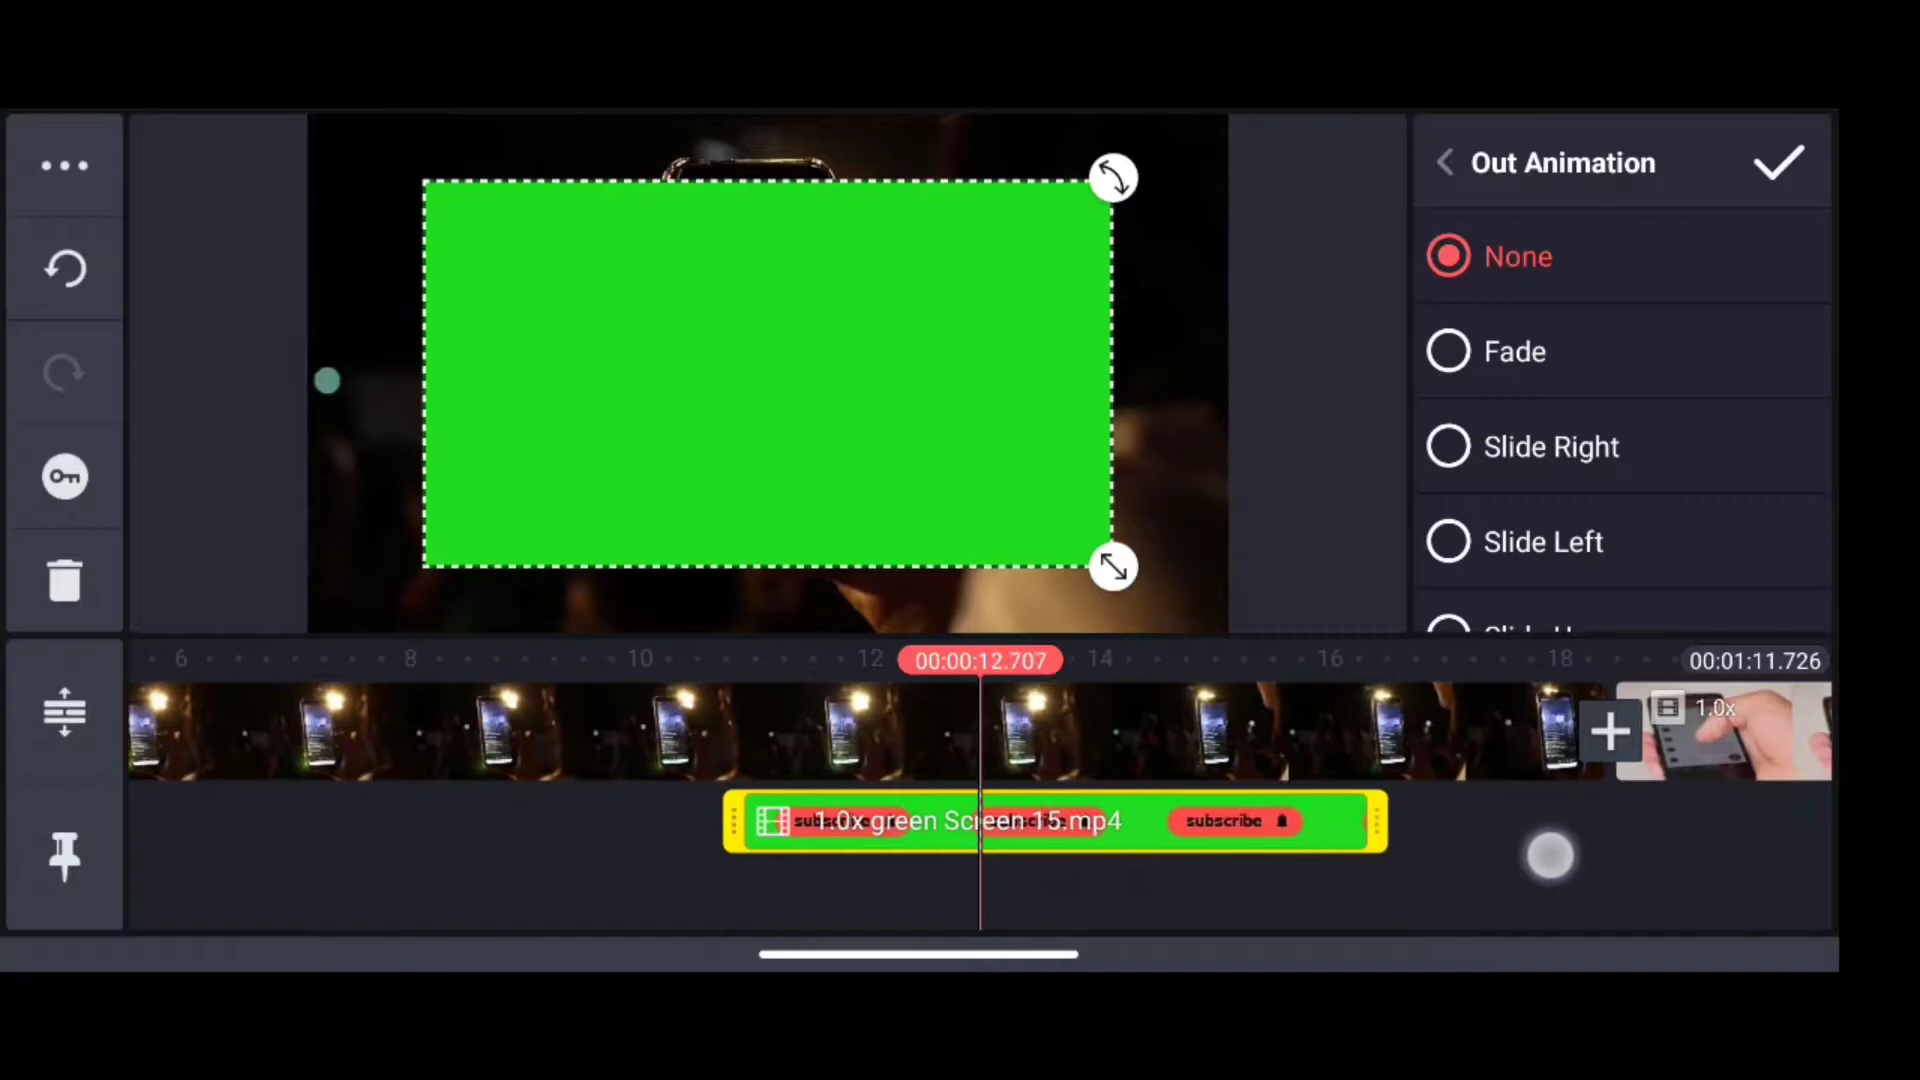 Out Animation
None
Fade
Slide Right
Slide Left
6
8
10
12
00:00:12.707
14
16
18
00:01:11.726
1.0x
1.0x green Screen 15.mp4
subscribe